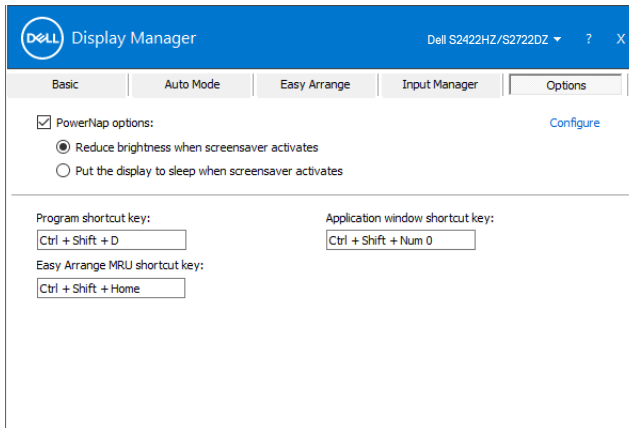 DELL Display Manager Dell S2422HZ/S2722DZ ? X
Basic Auto Mode Easy Arrange Input Manager Options
PowerNap options: Configure
Reduce brightness when screensaver activates
Put the display to sleep when screensaver activates
Program shortcut key: Application window shortcut key:
Ctrl + Shift + D Ctrl + Shift + Num 0
Easy Arrange MRU shortcut key:
Ctrl + Shift + Home